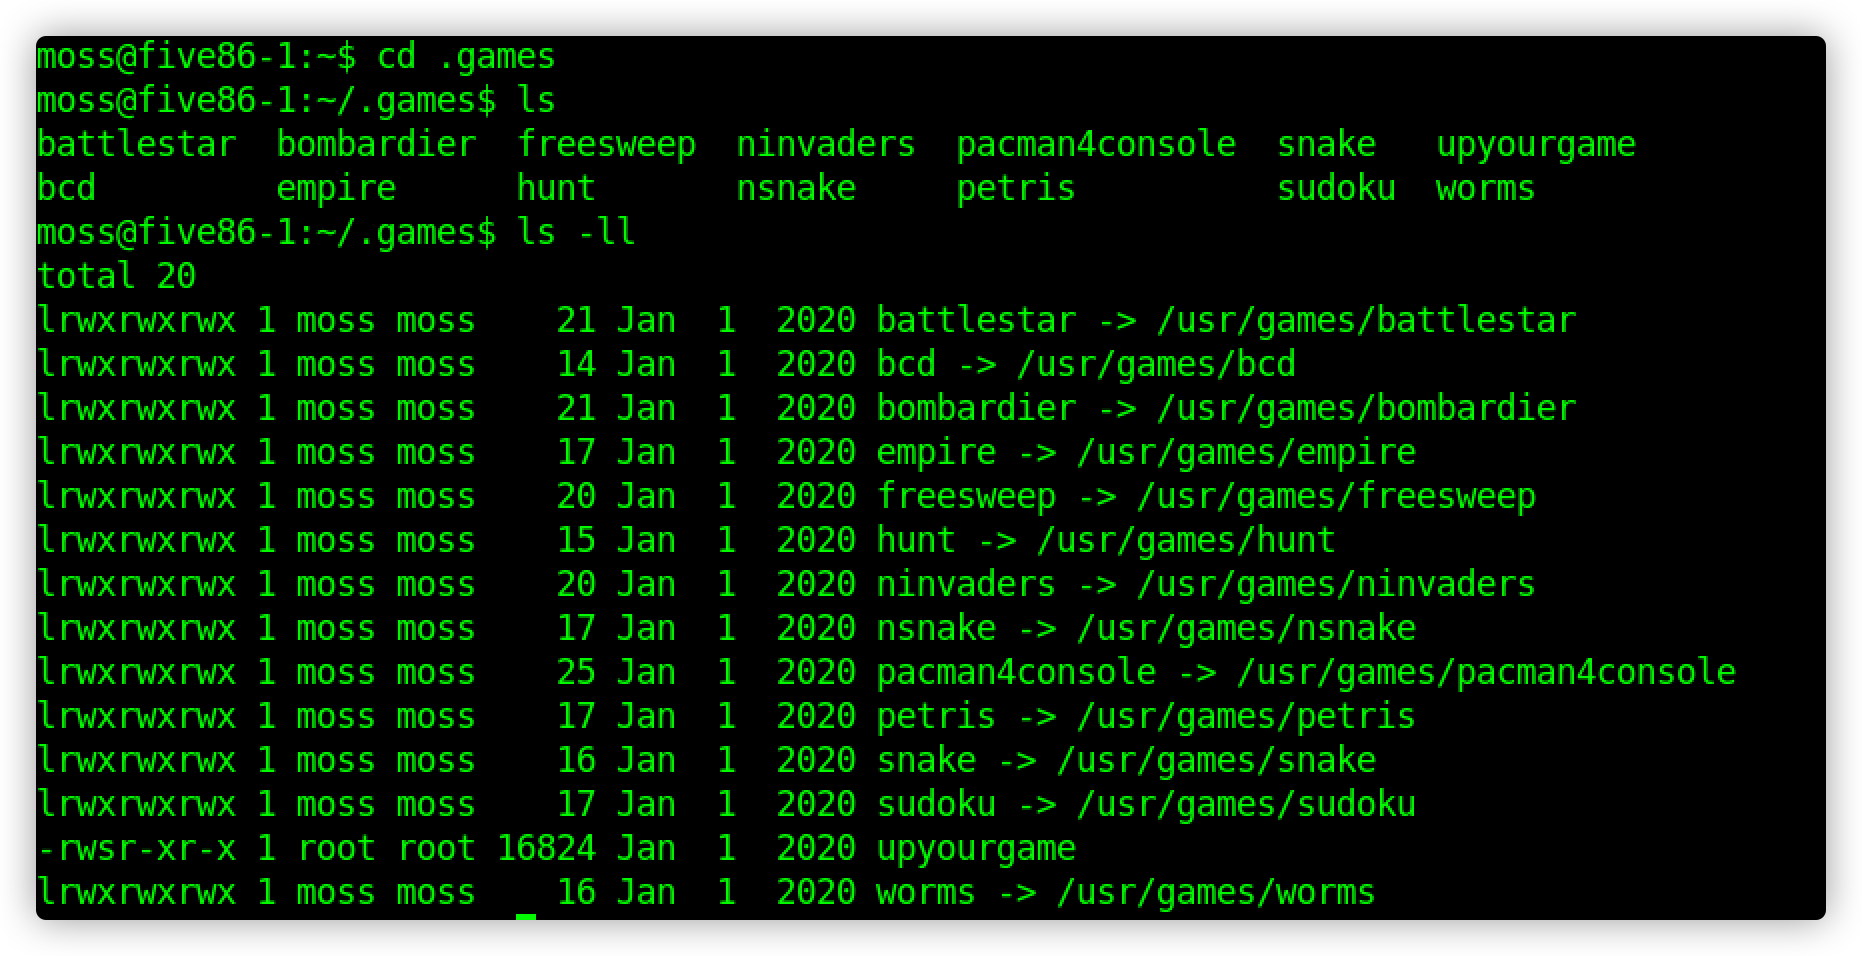 moss@five86-1:~$ cd .games
moss@five86-1:~/.games$ ls
battlestar  bombardier  freesweep  ninvaders  pacman4console  snake   upyourgame
bcd         empire      hunt       nsnake     petris          sudoku  worms
moss@five86-1:~/.games$ ls -ll
total 20
lrwxrwxrwx 1 moss moss    21 Jan  1  2020 battlestar -> /usr/games/battlestar
lrwxrwxrwx 1 moss moss    14 Jan  1  2020 bcd -> /usr/games/bcd
lrwxrwxrwx 1 moss moss    21 Jan  1  2020 bombardier -> /usr/games/bombardier
lrwxrwxrwx 1 moss moss    17 Jan  1  2020 empire -> /usr/games/empire
lrwxrwxrwx 1 moss moss    20 Jan  1  2020 freesweep -> /usr/games/freesweep
lrwxrwxrwx 1 moss moss    15 Jan  1  2020 hunt -> /usr/games/hunt
lrwxrwxrwx 1 moss moss    20 Jan  1  2020 ninvaders -> /usr/games/ninvaders
lrwxrwxrwx 1 moss moss    17 Jan  1  2020 nsnake -> /usr/games/nsnake
lrwxrwxrwx 1 moss moss    25 Jan  1  2020 pacman4console -> /usr/games/pacman4console
lrwxrwxrwx 1 moss moss    17 Jan  1  2020 petris -> /usr/games/petris
lrwxrwxrwx 1 moss moss    16 Jan  1  2020 snake -> /usr/games/snake
lrwxrwxrwx 1 moss moss    17 Jan  1  2020 sudoku -> /usr/games/sudoku
-rwsr-xr-x 1 root root 16824 Jan  1  2020 upyourgame
lrwxrwxrwx 1 moss moss    16 Jan  1  2020 worms -> /usr/games/worms